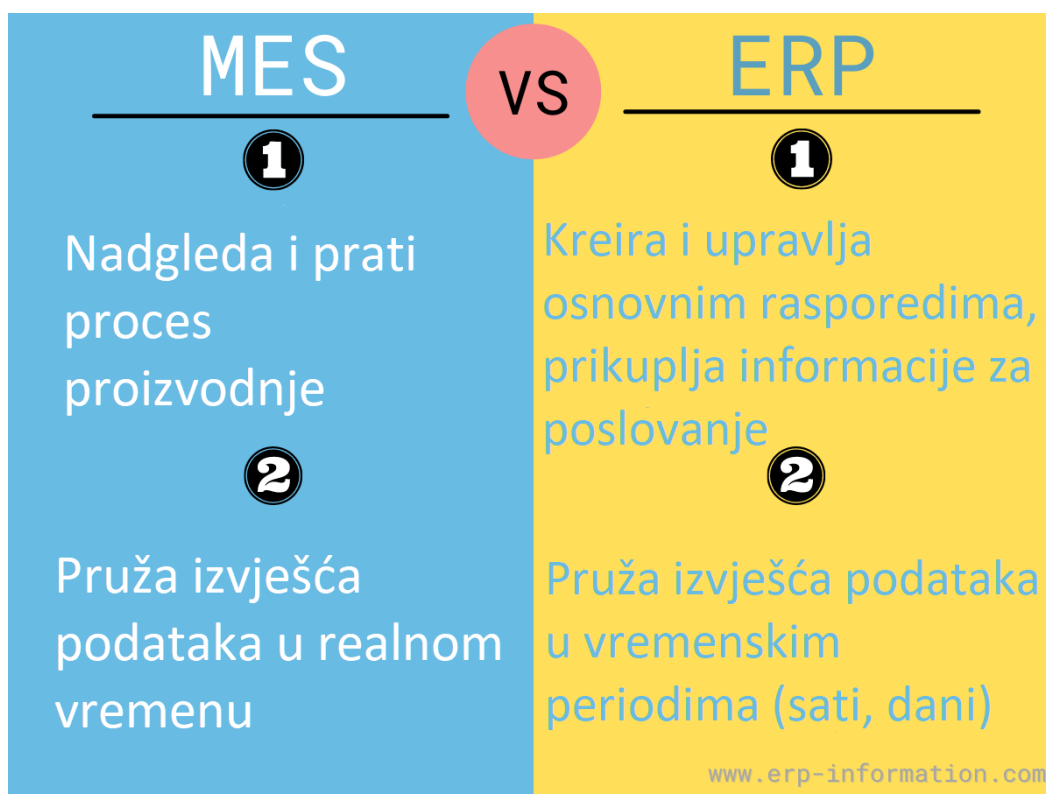 MES
VS
ERP
1
Nadgleda i prati
proces
proizvodnje
2
Pruža izvješća
podataka u realnom
vremenu
1
Kreira i upravlja
osnovnim rasporedima,
prikuplja informacije za
poslovanje
2
Pruža izvješća podataka
u vremenskim
periodima (sati, dani)
www.erp-information.com